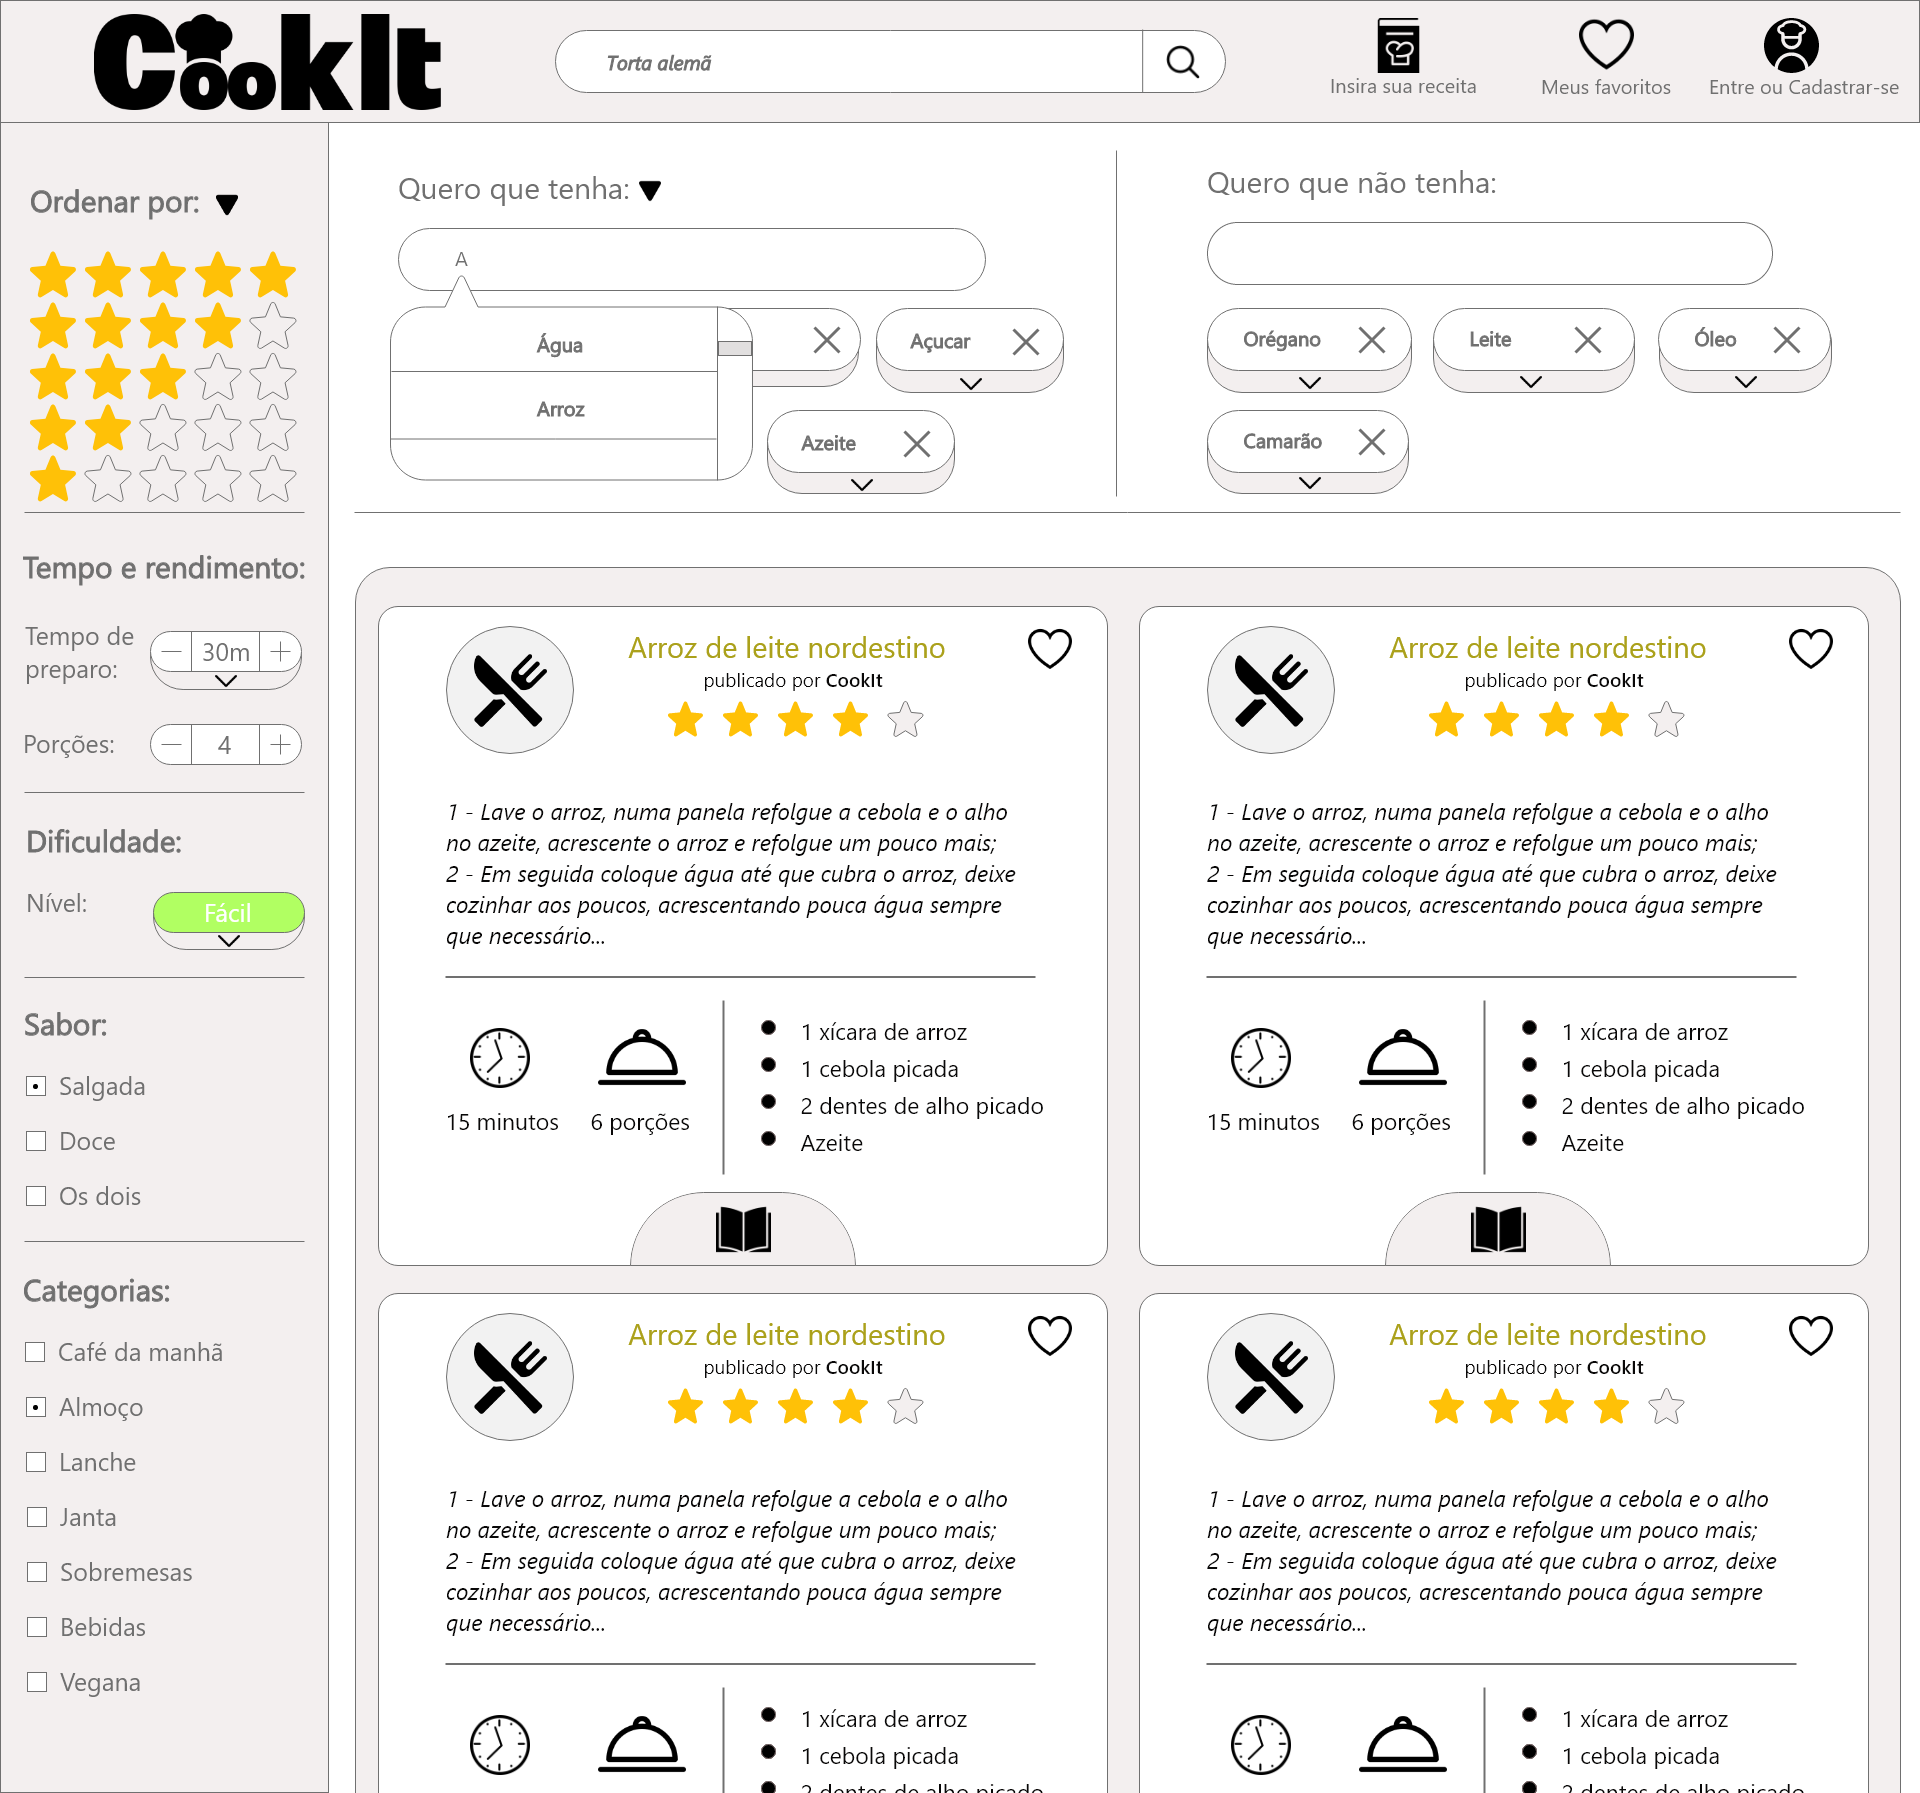 CookIt
Torta alemã
Insira sua receita
Meus favoritos
Entre ou Cadastrar-se
Ordenar por:
Tempo e rendimento:
Tempo de
preparo:
30m
Porções:
4
Dificuldade:
Nível:
Fácil
Sabor:
Salgada
Doce
Os dois
Categorias:
Café da manhã
Almoço
Lanche
Janta
Sobremesas
Bebidas
Vegana
Quero que tenha:
A
Água
Arroz
Açucar
Azeite
Quero que não tenha:
Orégano
Leite
Óleo
Camarão
Arroz de leite nordestino
publicado por CookIt
1 - Lave o arroz, numa panela refolgue a cebola e o alho
no azeite, acrescente o arroz e refolgue um pouco mais;
2 - Em seguida coloque água até que cubra o arroz, deixe
cozinhar aos poucos, acrescentando pouca água sempre
que necessário...
15 minutos
6 porções
1 xícara de arroz
1 cebola picada
2 dentes de alho picado
Azeite
Arroz de leite nordestino
publicado por CookIt
1 - Lave o arroz, numa panela refolgue a cebola e o alho
no azeite, acrescente o arroz e refolgue um pouco mais;
2 - Em seguida coloque água até que cubra o arroz, deixe
cozinhar aos poucos, acrescentando pouca água sempre
que necessário...
15 minutos
6 porções
1 xícara de arroz
1 cebola picada
2 dentes de alho picado
Azeite
Arroz de leite nordestino
publicado por CookIt
1 - Lave o arroz, numa panela refolgue a cebola e o alho
no azeite, acrescente o arroz e refolgue um pouco mais;
2 - Em seguida coloque água até que cubra o arroz, deixe
cozinhar aos poucos, acrescentando pouca água sempre
que necessário...
1 xícara de arroz
1 cebola picada
2 dentes de alho picado
Arroz de leite nordestino
publicado por CookIt
1 - Lave o arroz, numa panela refolgue a cebola e o alho
no azeite, acrescente o arroz e refolgue um pouco mais;
2 - Em seguida coloque água até que cubra o arroz, deixe
cozinhar aos poucos, acrescentando pouca água sempre
que necessário...
1 xícara de arroz
1 cebola picada
2 dentes de alho picado